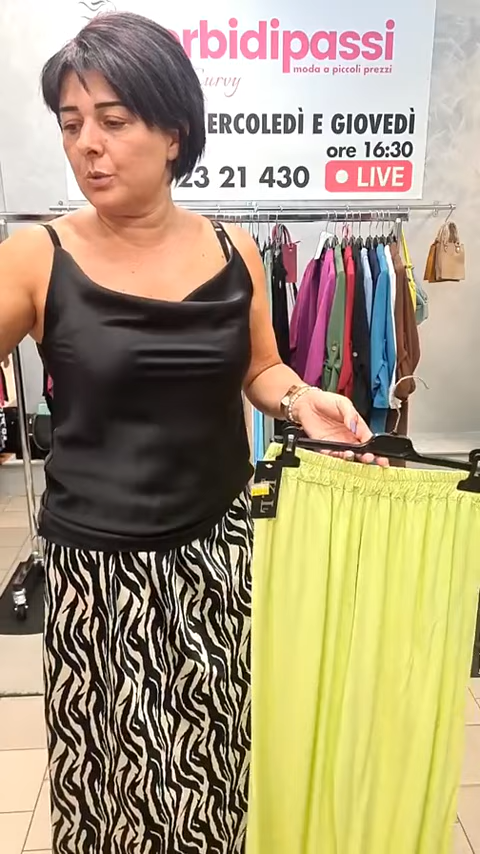 rbidipassi
moda a piccoli prezzi
Curvy
ERCOLEDÌ E GIOVEDÌ
ore 16:30
23 21 430 LIVE